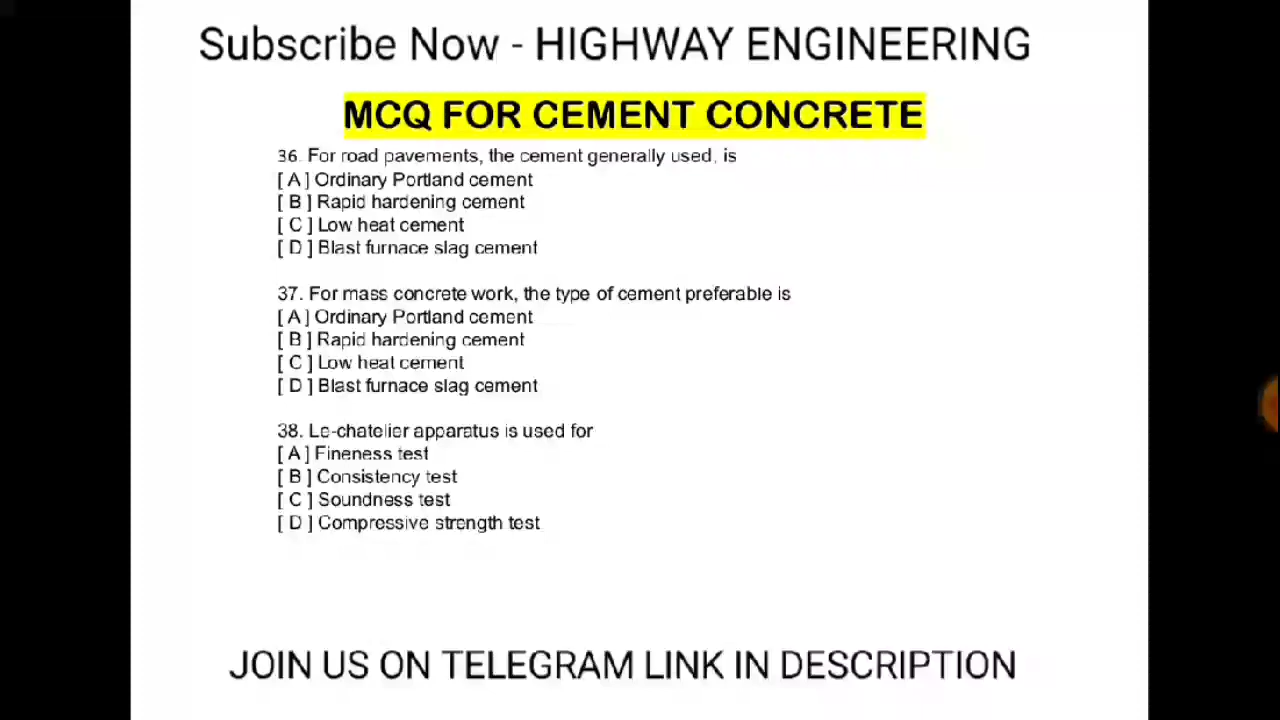 Subscribe Now - HIGHWAY ENGINEERING
MCQ FOR CEMENT CONCRETE
36. For road pavements, the cement generally used, is
[ A ] Ordinary Portland cement
[ B ] Rapid hardening cement
[ C ] Low heat cement
[ D ] Blast furnace slag cement
37. For mass concrete work, the type of cement preferable is
[ A ] Ordinary Portland cement
[ B ] Rapid hardening cement
[ C ] Low heat cement
[ D ] Blast furnace slag cement
38. Le-chatelier apparatus is used for
[ A ] Fineness test
[ B ] Consistency test
[ C ] Soundness test
[ D ] Compressive strength test
JOIN US ON TELEGRAM LINK IN DESCRIPTION